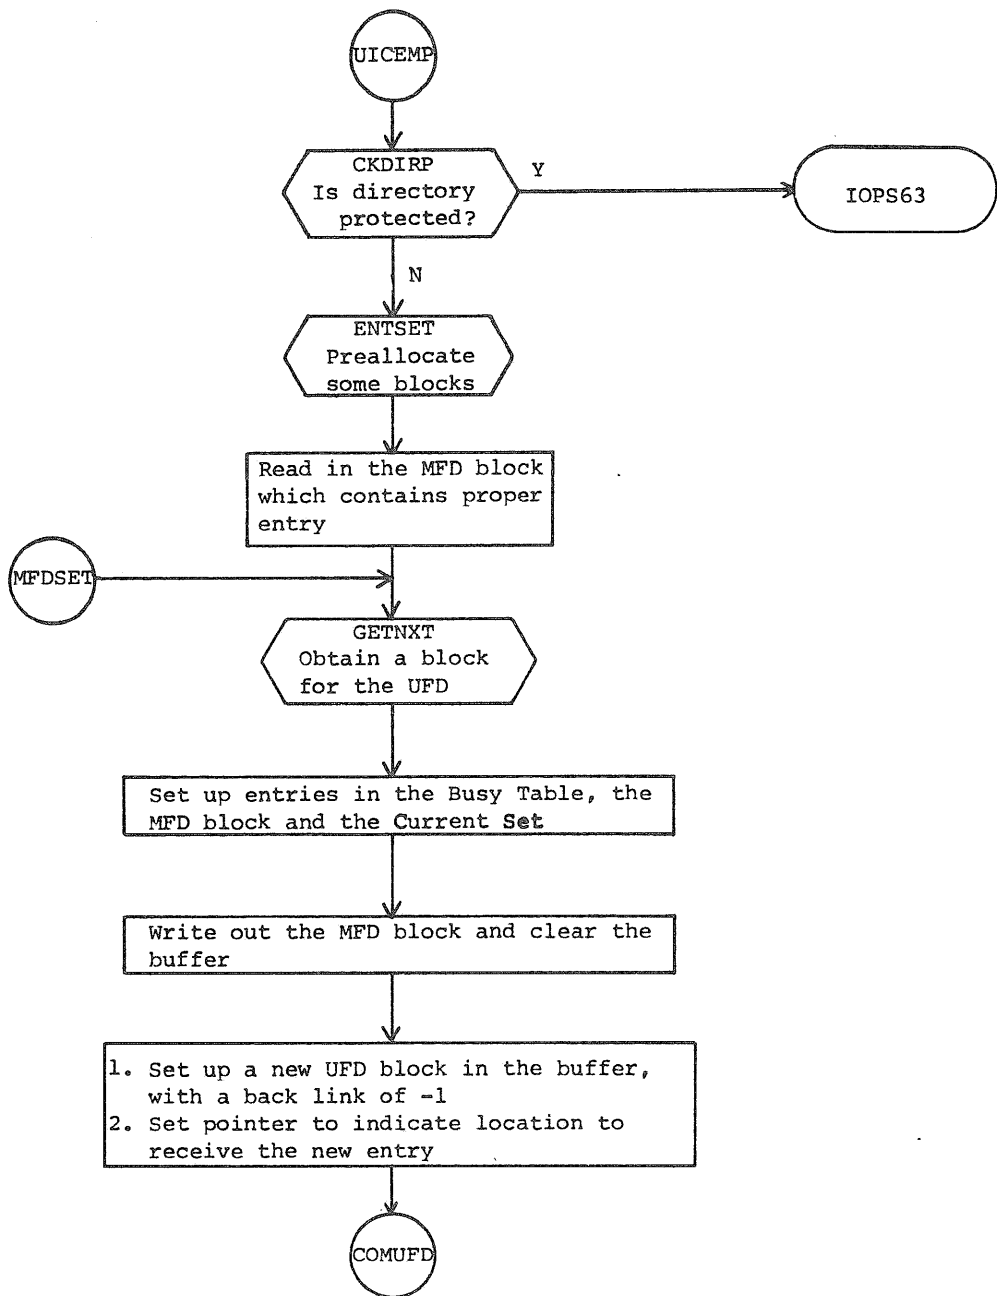 UICEMP
CKDIRP
Is directory
protected?
Y
IOPS63
N
ENTSET
Preallocate
some blocks
Read in the MFD block
which contains proper
entry
MFDSET
GETNXT
Obtain a block
for the UFD
Set up entries in the Busy Table, the
MFD block and the Current Set
Write out the MFD block and clear the
buffer
1. Set up a new UFD block in the buffer,
with a back link of -1
2. Set pointer to indicate location to
receive the new entry
COMUFD